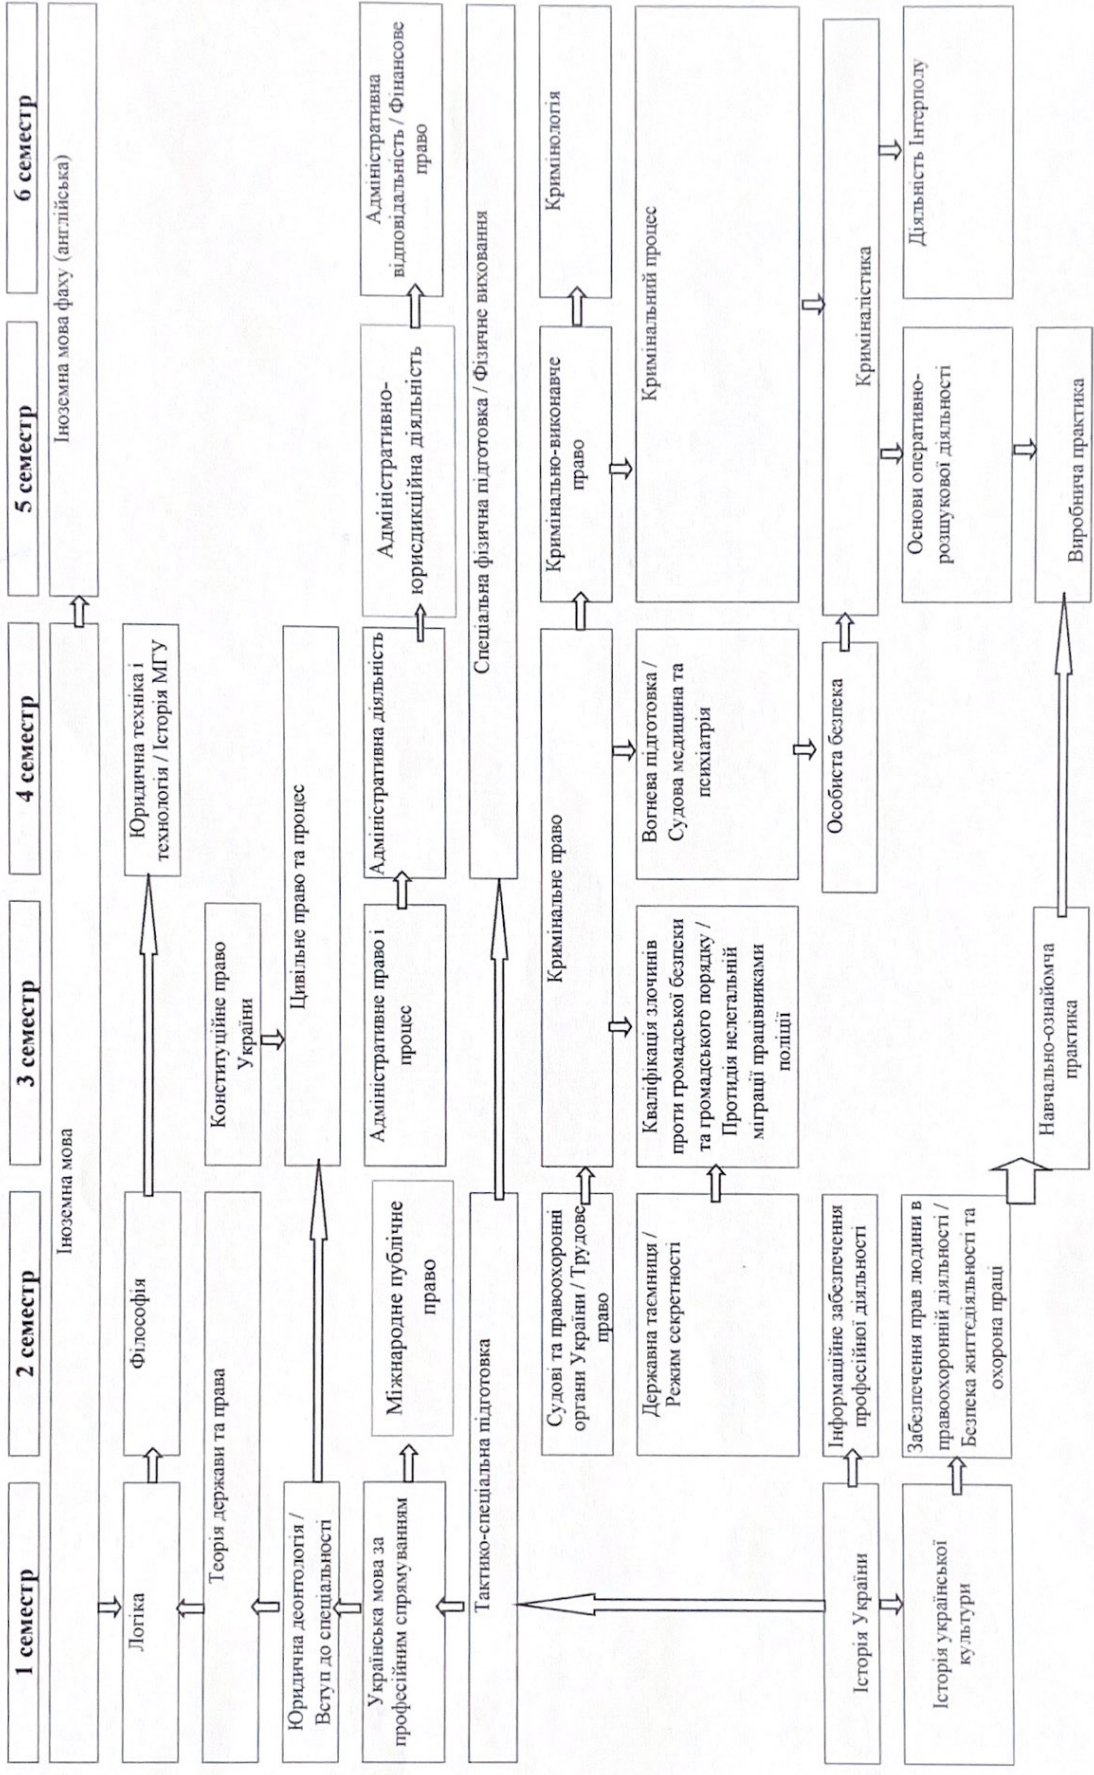 1 семестр
2 семестр
3 семестр
4 семестр
5 семестр
6 семестр
Іноземна мова
Іноземна мова фаху (англійська)
Логіка
Філософія
Юридична техніка і
технологія / Історія МГУ
Теорія держави та права
Конституційне право
України
Юридична деонтологія /
Вступ до спеціальності
Цивільне право та процес
Українська мова за
професійним спрямуванням
Міжнародне публічне
право
Адміністративне право і
процес
Адміністративна діяльність
Адміністративно-
юрисдикційна діяльність
Адміністративна
відповідальність / Фінансове
право
Тактико-спеціальна підготовка
Спеціальна фізична підготовка / Фізичне виховання
Судові та правоохоронні
органи України / Трудове
право
Кримінальне право
Кримінально-виконавче
право
Кримінологія
Державна таємниця /
Режим секретності
Кваліфікація злочинів
проти громадської безпеки
та громадського порядку /
Протидія нелегальній
міграції працівниками
поліції
Вогнева підготовка /
Судова медицина та
психіатрія
Кримінальний процес
Історія України
Інформаційне забезпечення
професійної діяльності
Особиста безпека
Криміналістика
Історія української
культури
Забезпечення прав людини в
правоохоронній діяльності /
Безпека життєдіяльності та
охорона праці
Основи оперативно-
розшукової діяльності
Діяльність Інтерполу
Навчально-ознайомча
практика
Виробнича практика